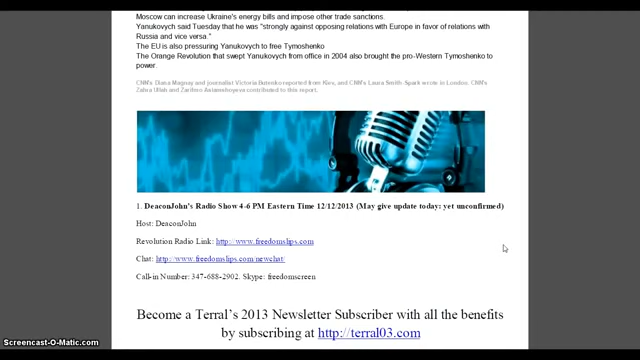 Moscow can increase Ukraine's energy bills and impose other trade sanctions.
Yanukovych said Tuesday that he was "strongly against opposing relations with Europe in favor of relations with
Russia and vice versa."
The EU is also pressuring Yanukovych to free Tymoshenko
The Orange Revolution that swept Yanukovych from office in 2004 also brought the pro-Western Tymoshenko to
power.
CNN's Diana Magnay and journalist Victoria Butenko reported from Kiev, and CNN's Laura Smith-Spark wrote in London. CNN's
Zahra Ullah and contributed to this report.
1. DeaconJohn's Radio Show 4-6 PM Eastern Time 12/12/2013 (May give update today: yet unconfirmed)
Host: DeaconJohn
Revolution Radio Link: http://www.freedomslips.com
Chat: http://www.freedomslips.com/newchat/
Call-in Number: 347-688-2902. Skype: freedomscreen
Become a Terral's 2013 Newsletter Subscriber with all the benefits
by subscribing at http://terral03.com
Screencast-O-Matic.com